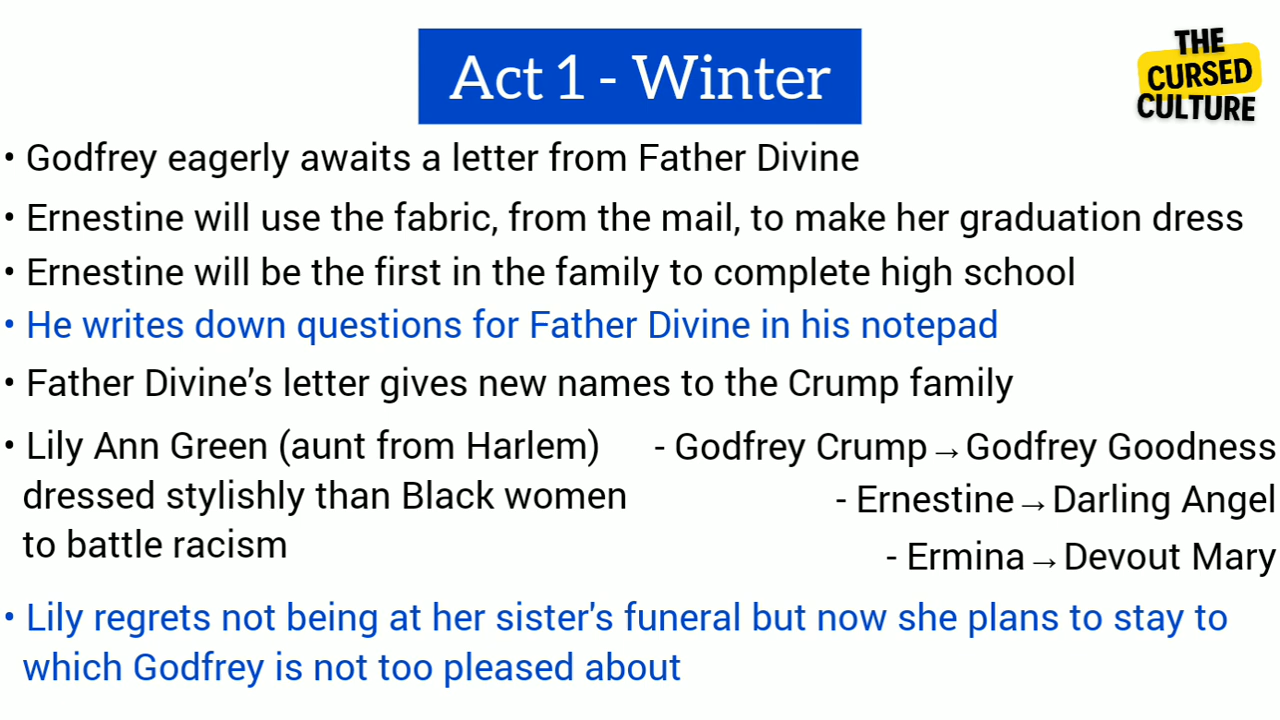 Act 1 - Winter
THE
CURSED
CULTURE
• Godfrey eagerly awaits a letter from Father Divine
• Ernestine will use the fabric, from the mail, to make her graduation dress
• Ernestine will be the first in the family to complete high school
• He writes down questions for Father Divine in his notepad
• Father Divine’s letter gives new names to the Crump family
• Lily Ann Green (aunt from Harlem)
dressed stylishly than Black women
to battle racism
- Godfrey Crump→Godfrey Goodness
- Ernestine→Darling Angel
- Ermina→Devout Mary
• Lily regrets not being at her sister's funeral but now she plans to stay to
which Godfrey is not too pleased about